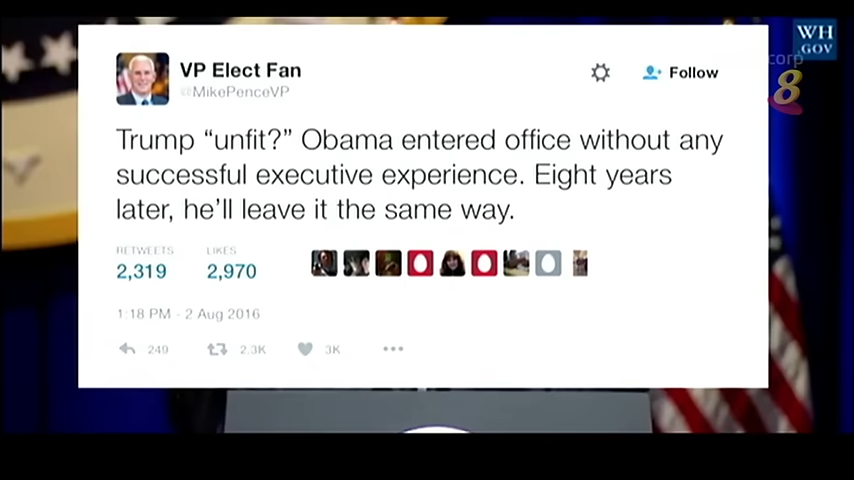 WH
.GOV
corp
8
VP Elect Fan
@MikePenceVP
Follow
Trump “unfit?” Obama entered office without any
successful executive experience. Eight years
later, he’ll leave it the same way.
RETWEETS LIKES
2,319 2,970
1:18 PM - 2 Aug 2016
249 2.3K 3K